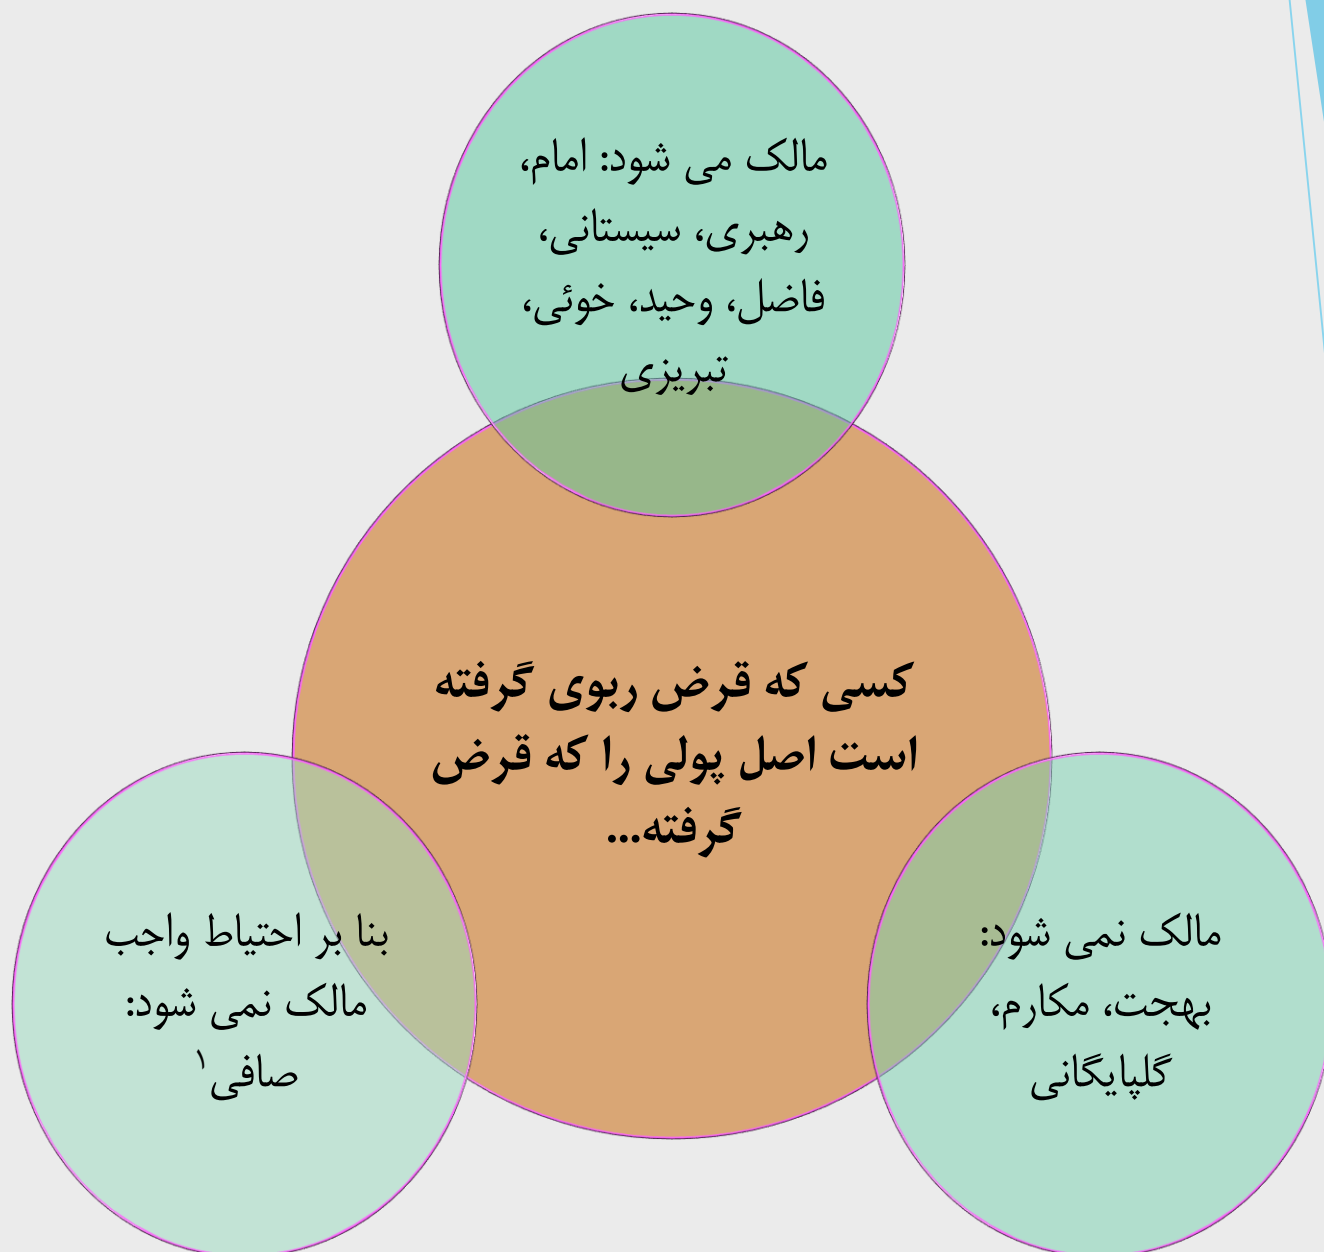 مالک می شود: امام،
رهبری، سیستانی،
فاضل، وحید، خوئی،
تبریزی
کسی که قرض ربوی گرفته
است اصل پولی را که قرض
گرفته...
مالک نمی شود:
بهجت، مکارم،
گلپایگانی
بنا بر احتیاط واجب
مالک نمی شود:
صافی۱